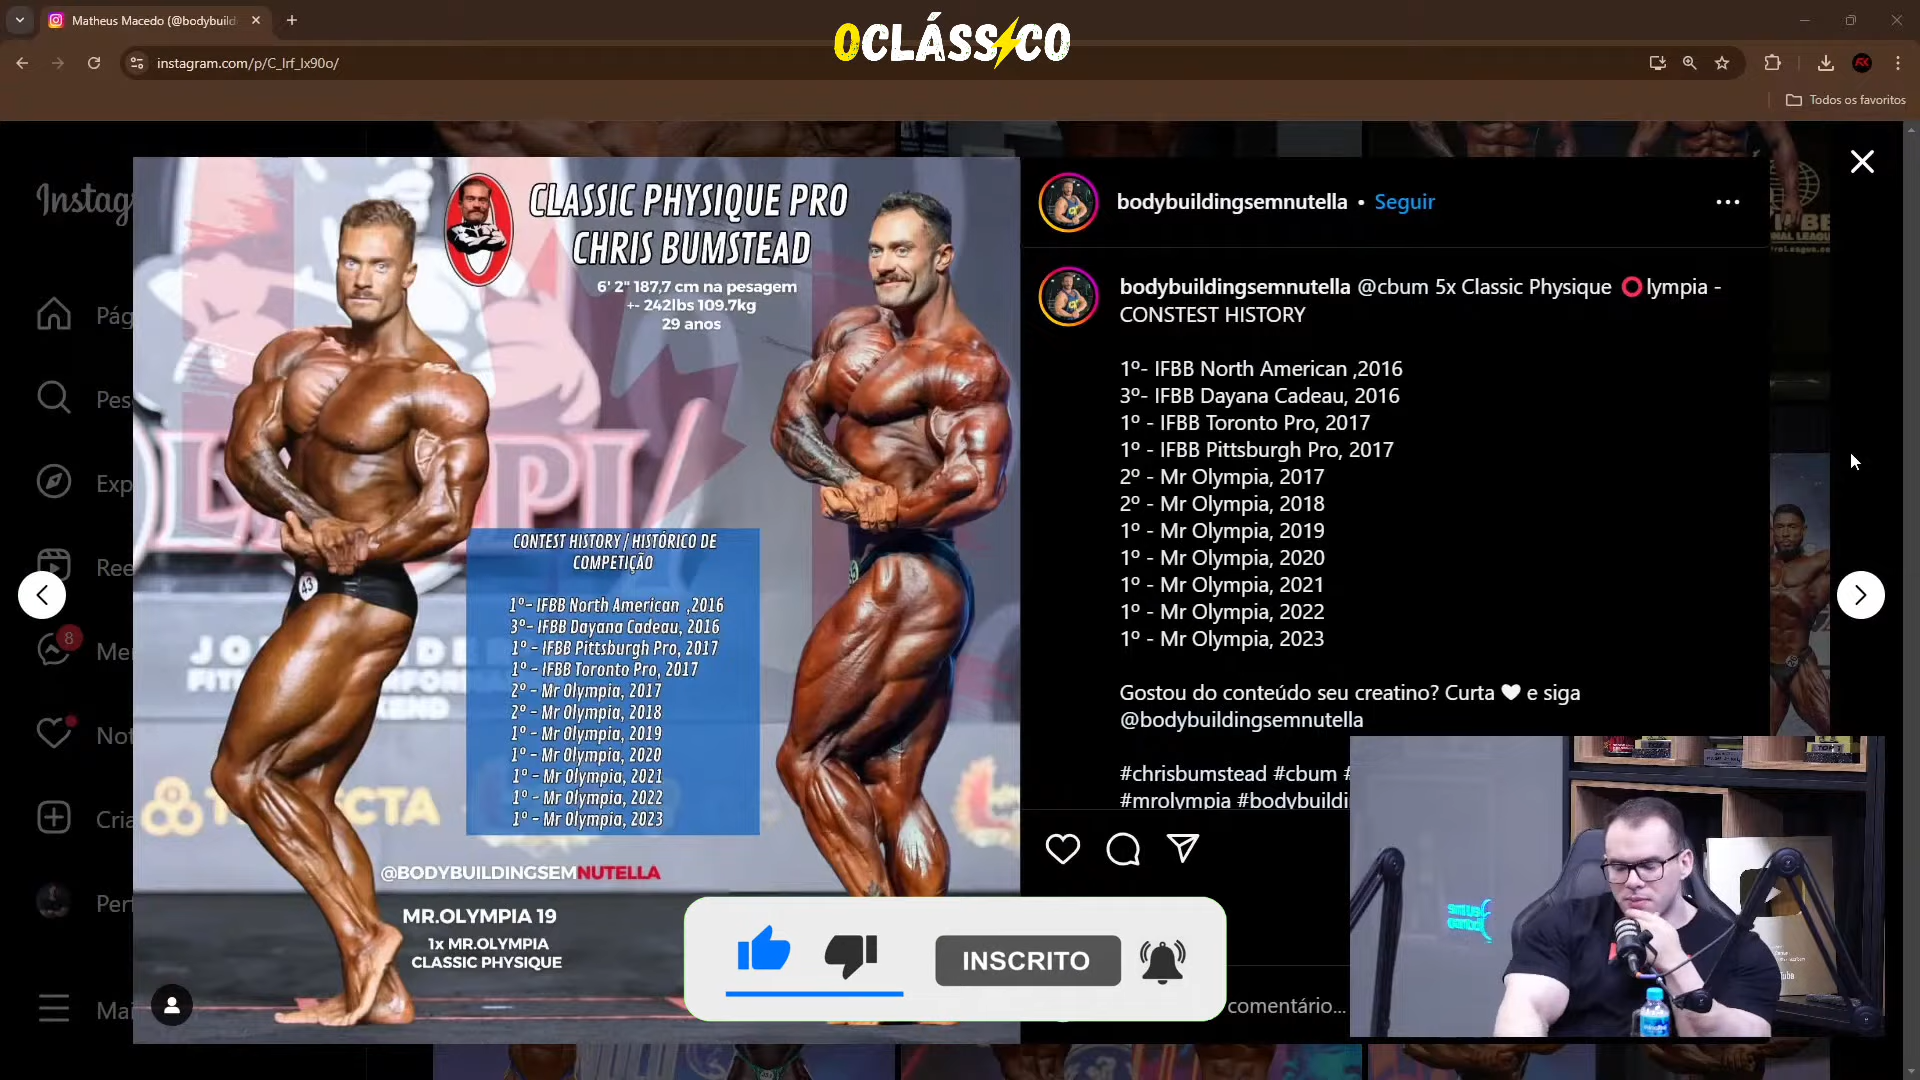 Matheus Macedo (@bodybuild
OCLÁSSICO
instagram.com/p/C_Irf_Ix90o/
Todos os favoritos
Instag
Pág
Pes
Exp
Ree
8
Me
Not
Cria
Perf
Mai
CLASSIC PHYSIQUE PRO
CHRIS BUMSTEAD
6' 2" 187,7 cm na pesagem
+- 242lbs 109.7kg
29 anos
43
CONTEST HISTORY / HISTÓRICO DE
COMPETIÇÃO
1º- IFBB North American ,2016
3º- IFBB Dayana Cadeau, 2016
1º - IFBB Pittsburgh Pro, 2017
1º - IFBB Toronto Pro, 2017
2º - Mr Olympia, 2017
2º - Mr Olympia, 2018
1º - Mr Olympia, 2019
1º - Mr Olympia, 2020
1º - Mr Olympia, 2021
1º - Mr Olympia, 2022
1º - Mr Olympia, 2023
@BODYBUILDINGSEMNUTELLA
MR.OLYMPIA 19
1x MR.OLYMPIA
CLASSIC PHYSIQUE
bodybuildingsemnutella • Seguir
bodybuildingsemnutella @cbum 5x Classic Physique ⭕lympia -
CONSTEST HISTORY
1º- IFBB North American ,2016
3º- IFBB Dayana Cadeau, 2016
1º - IFBB Toronto Pro, 2017
1º - IFBB Pittsburgh Pro, 2017
2º - Mr Olympia, 2017
2º - Mr Olympia, 2018
1º - Mr Olympia, 2019
1º - Mr Olympia, 2020
1º - Mr Olympia, 2021
1º - Mr Olympia, 2022
1º - Mr Olympia, 2023
Gostou do conteúdo seu creatino? Curta 🤍 e siga
@bodybuildingsemnutella
#chrisbumstead #cbum #
#mrolympia #bodybuildi
INSCRITO
comentário...